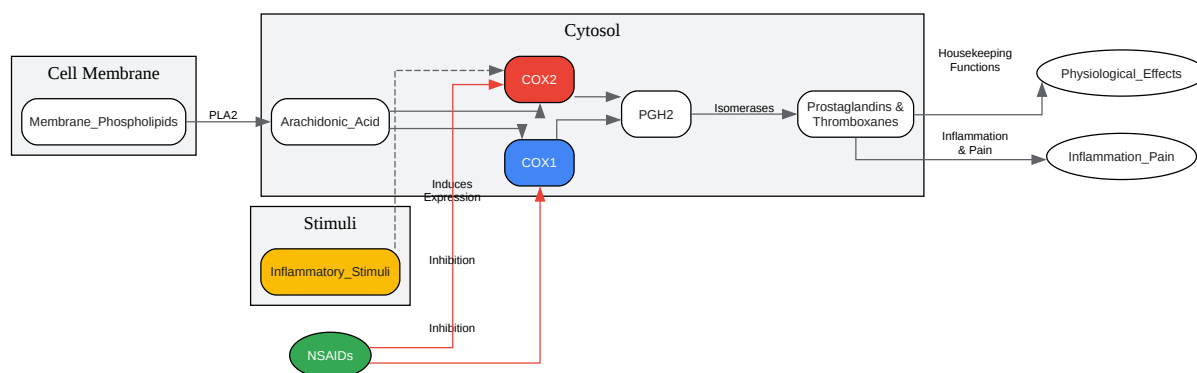 Cytosol
Cell Membrane
Membrane_Phospholipids
PLA2
Arachidonic_Acid
COX2
COX1
PGH2
Isomerases
Prostaglandins &
Thromboxanes
Housekeeping
Functions
Physiological_Effects
Inflammation
& Pain
Inflammation_Pain
Induces
Expression
Stimuli
Inflammatory_Stimuli
Inhibition
Inhibition
NSAIDs